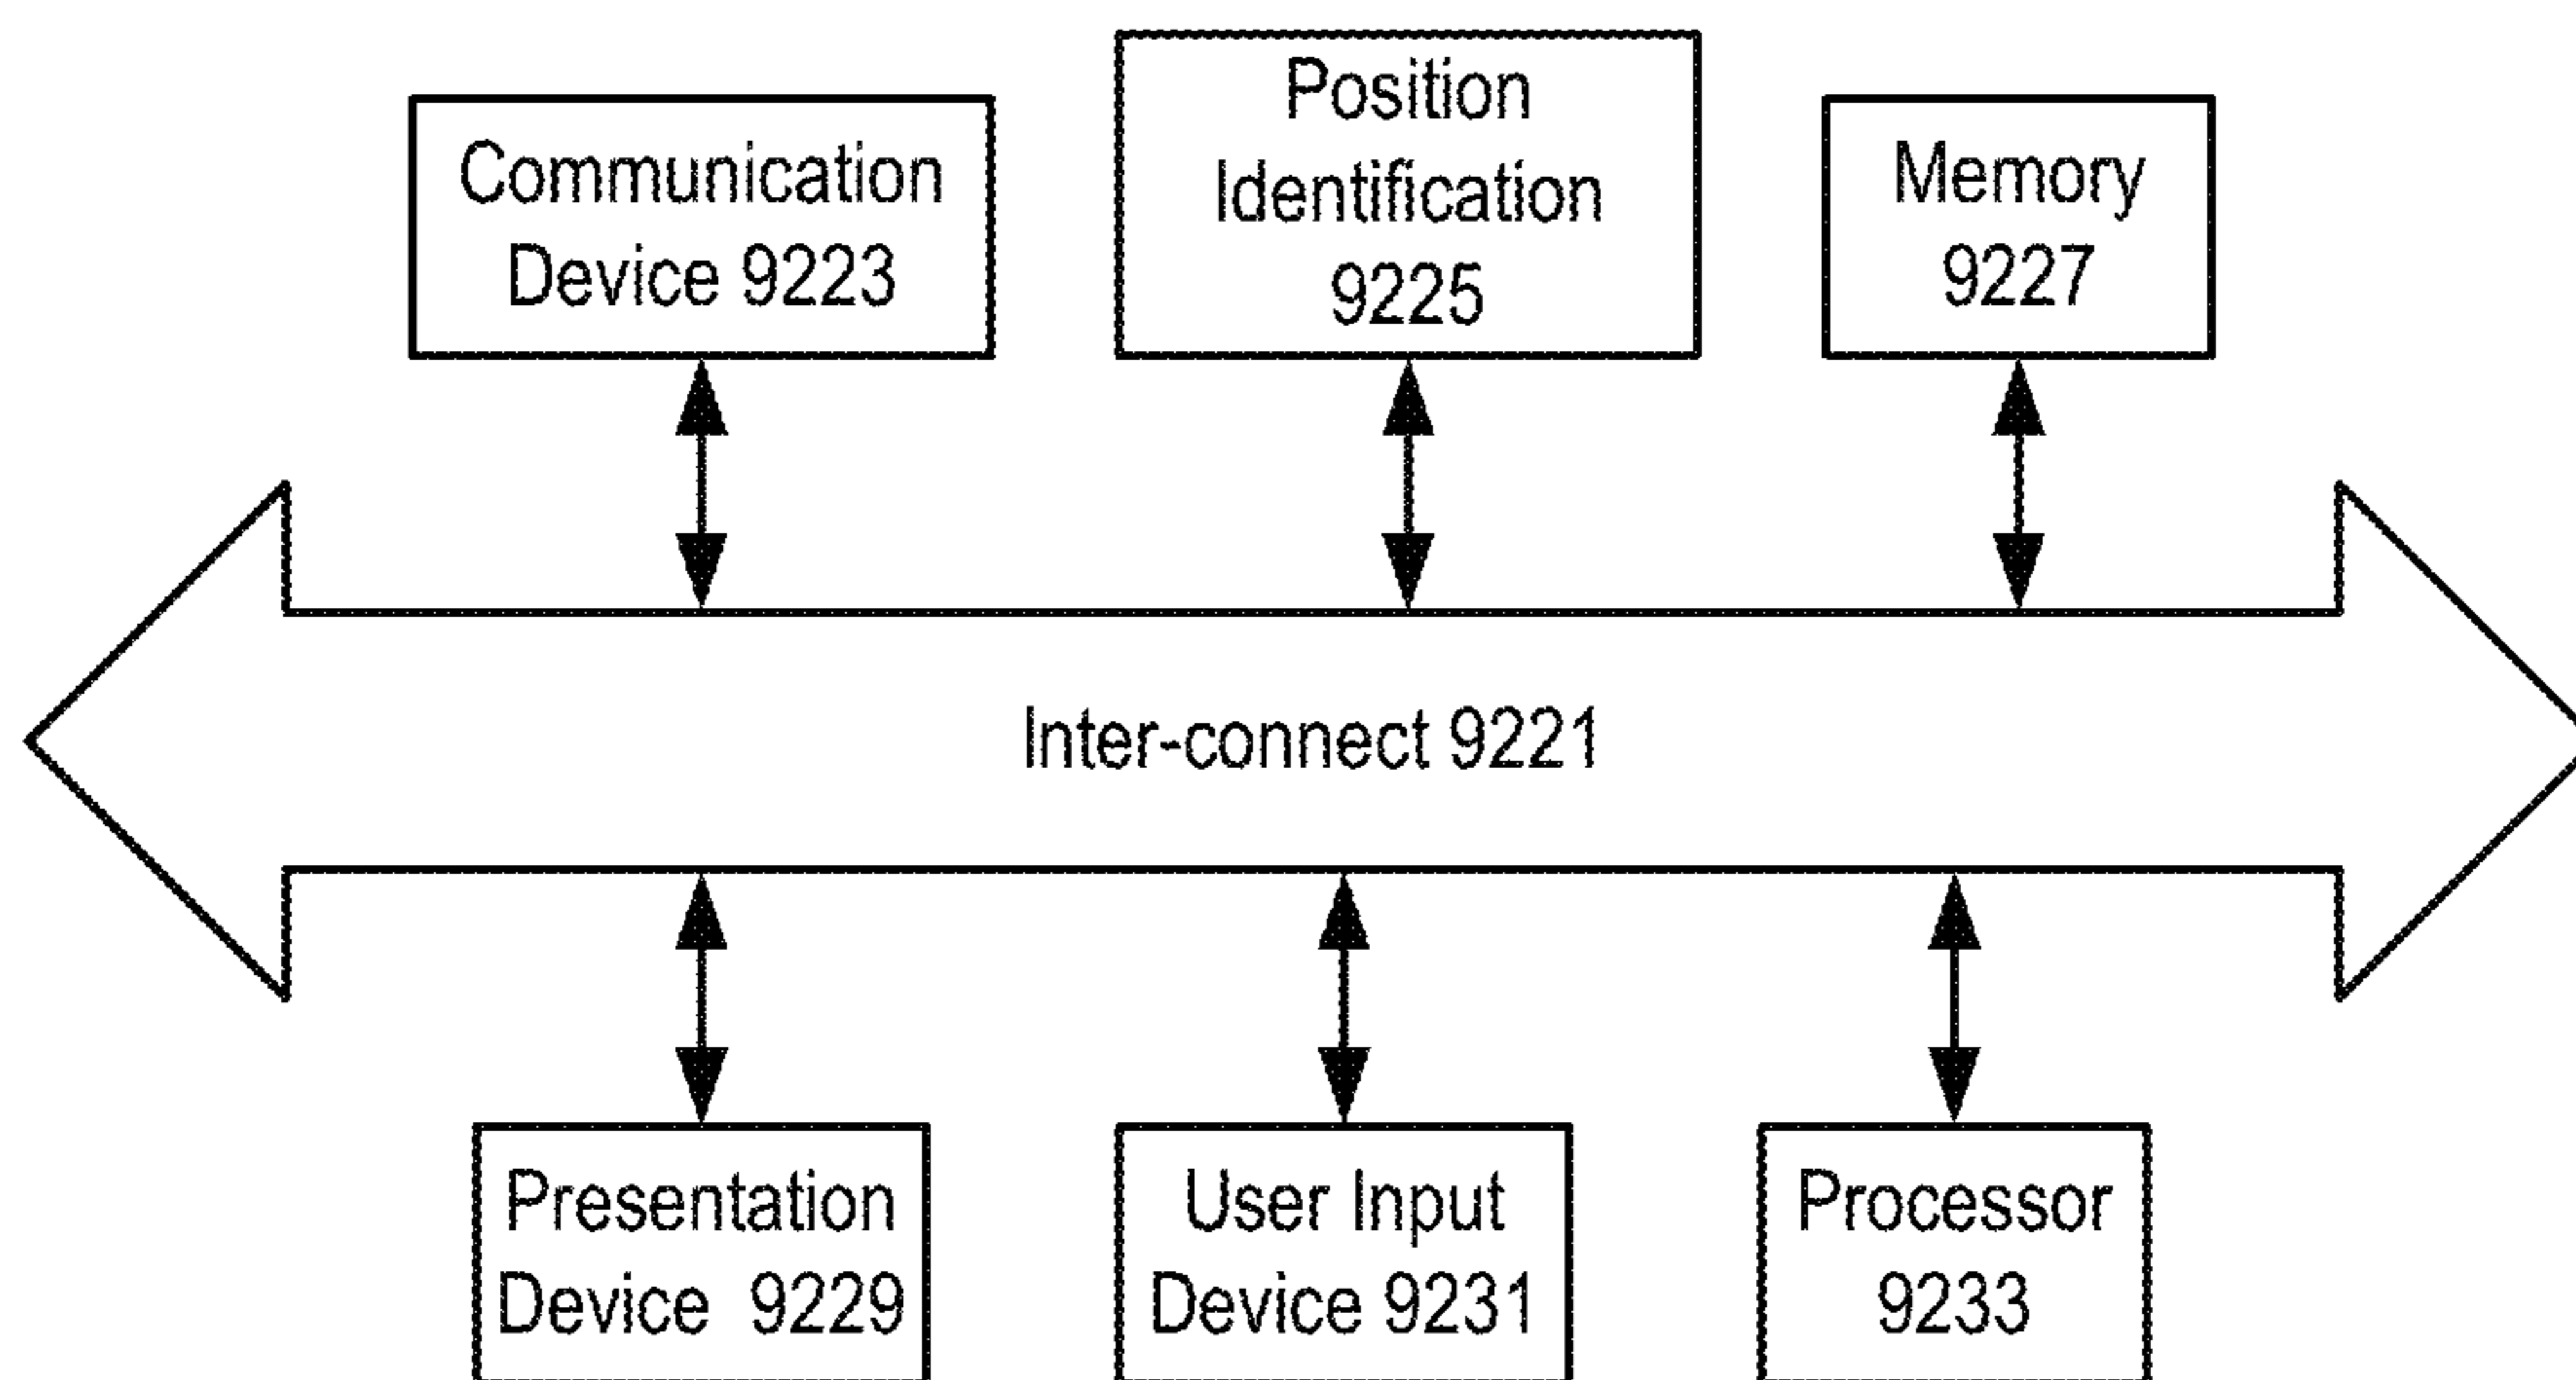 Communication
Device 9223
Position
Identification
9225
Memory
9227
Inter-connect 9221
Presentation
Device 9229
User Input
Device 9231
Processor
9233